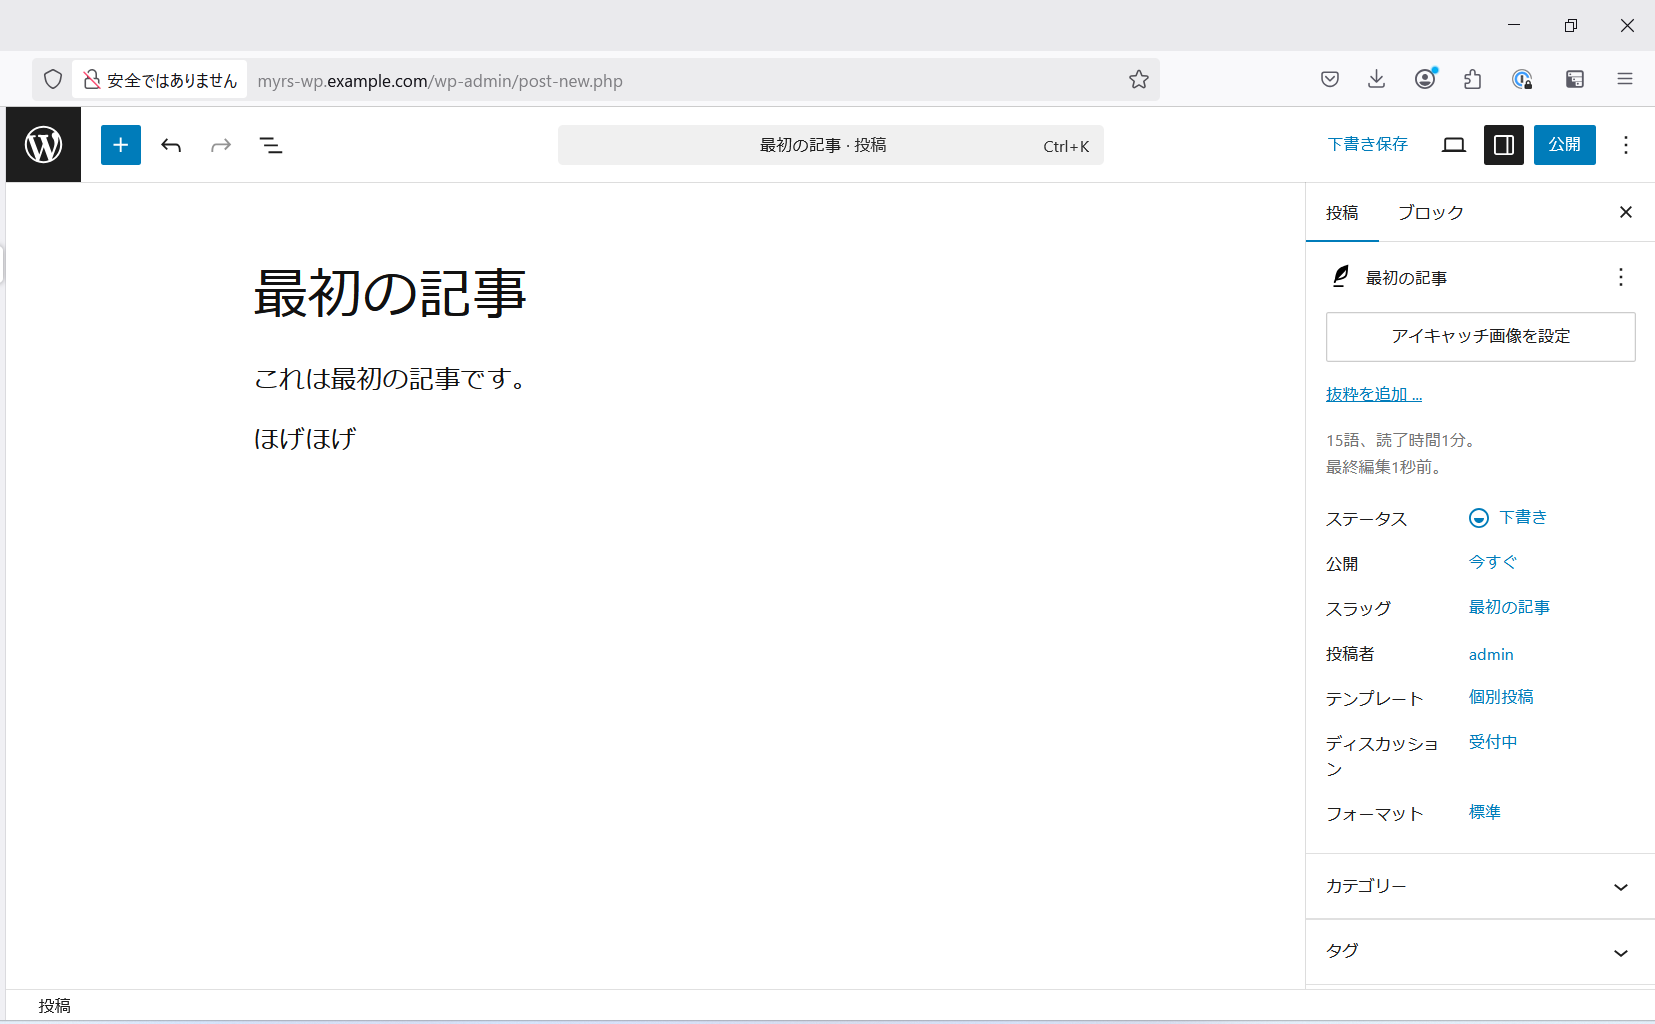 安全ではありません
myrs-wp.example.com/wp-admin/post-new.php
最初の記事 · 投稿 Ctrl+K
下書き保存
公開
最初の記事
これは最初の記事です。
ほげほげ
投稿 ブロック
最初の記事
アイキャッチ画像を設定
抜粋を追加 ...
15語、読了時間1分。
最終編集1秒前。
ステータス 下書き
公開 今すぐ
スラッグ 最初の記事
投稿者 admin
テンプレート 個別投稿
ディスカッショ 受付中
ン
フォーマット 標準
カテゴリー
タグ
投稿